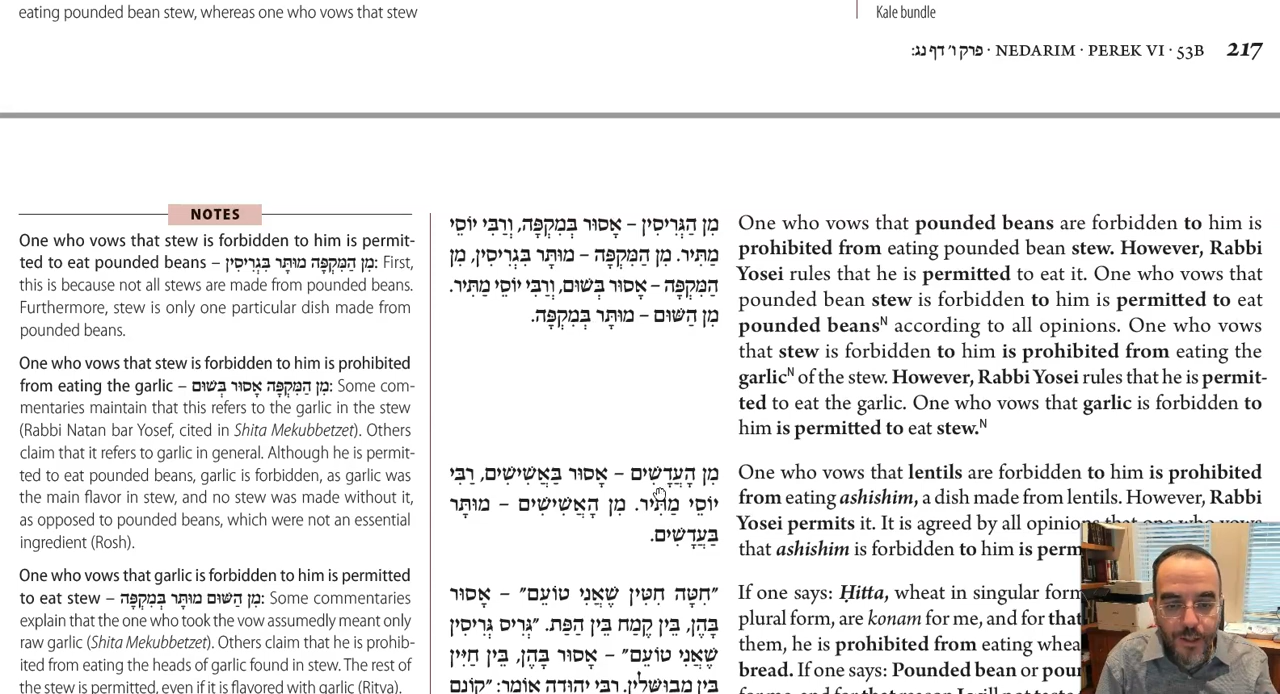 eating pounded bean stew, whereas one who vows that stew
Kale bundle
פרק ו׳ דף נג: · NEDARIM · PEREK VI · 53B 217
NOTES
One who vows that stew is forbidden to him is permit-
ted to eat pounded beans – מִן הַמִּקְפָּה מוּתָּר בִּגְרִיסִין: First,
this is because not all stews are made from pounded beans.
Furthermore, stew is only one particular dish made from
pounded beans.
One who vows that stew is forbidden to him is prohibited
from eating the garlic – מִן הַמִּקְפָּה אָסוּר בְּשׁוּם: Some com-
mentaries maintain that this refers to the garlic in the stew
(Rabbi Natan bar Yosef, cited in Shita Mekubbetzet). Others
claim that it refers to garlic in general. Although he is permit-
ted to eat pounded beans, garlic is forbidden, as garlic was
the main flavor in stew, and no stew was made without it,
as opposed to pounded beans, which were not an essential
ingredient (Rosh).
One who vows that garlic is forbidden to him is permitted
to eat stew – מִן הַשּׁוּם מוּתָּר בְּמִקְפָּה: Some commentaries
explain that the one who took the vow assumedly meant only
raw garlic (Shita Mekubbetzet). Others claim that he is prohib-
ited from eating the heads of garlic found in stew. The rest of
the stew is permitted, even if it is flavored with garlic (Ritva).
מִן הַגְּרִיסִין – אָסוּר בְּמִקְפָּה, וְרַבִּי יוֹסֵי
מַתִּיר. מִן הַמִּקְפָּה – מוּתָּר בִּגְרִיסִין, מִן
הַמִּקְפָּה – אָסוּר בְּשׁוּם, וְרַבִּי יוֹסֵי מַתִּיר.
מִן הַשּׁוּם – מוּתָּר בְּמִקְפָּה.
מִן הָעֲדָשִׁים – אָסוּר בַּאֲשִׁישִׁים, רַבִּי
יוֹסֵי מַתִּיר. מִן הָאֲשִׁישִׁים – מוּתָּר
בַּעֲדָשִׁים.
״חִטָּה חִטִּין שֶׁאֲנִי טוֹעֵם״ – אָסוּר
בָּהֶן, בֵּין קֶמַח בֵּין הַפַּת. ״גְּרִיס גְּרִיסִין
שֶׁאֲנִי טוֹעֵם״ – אָסוּר בָּהֶן, בֵּין חַיִּין
בֵּין מְבוּשָּׁלִין. רַבִּי יְהוּדָה אוֹמֵר: ״קוֹנָם
One who vows that pounded beans are forbidden to him is
prohibited from eating pounded bean stew. However, Rabbi
Yosei rules that he is permitted to eat it. One who vows that
pounded bean stew is forbidden to him is permitted to eat
pounded beansᴺ according to all opinions. One who vows
that stew is forbidden to him is prohibited from eating the
garlicᴺ of the stew. However, Rabbi Yosei rules that he is permit-
ted to eat the garlic. One who vows that garlic is forbidden to
him is permitted to eat stew.ᴺ
One who vows that lentils are forbidden to him is prohibited
from eating ashishim, a dish made from lentils. However, Rabbi
Yosei permits it. It is agreed by all opinions that one who vows
that ashishim is forbidden to him is perm
If one says: Ḥitta, wheat in singular form
plural form, are konam for me, and for that
them, he is prohibited from eating whea
bread. If one says: Pounded bean or pour